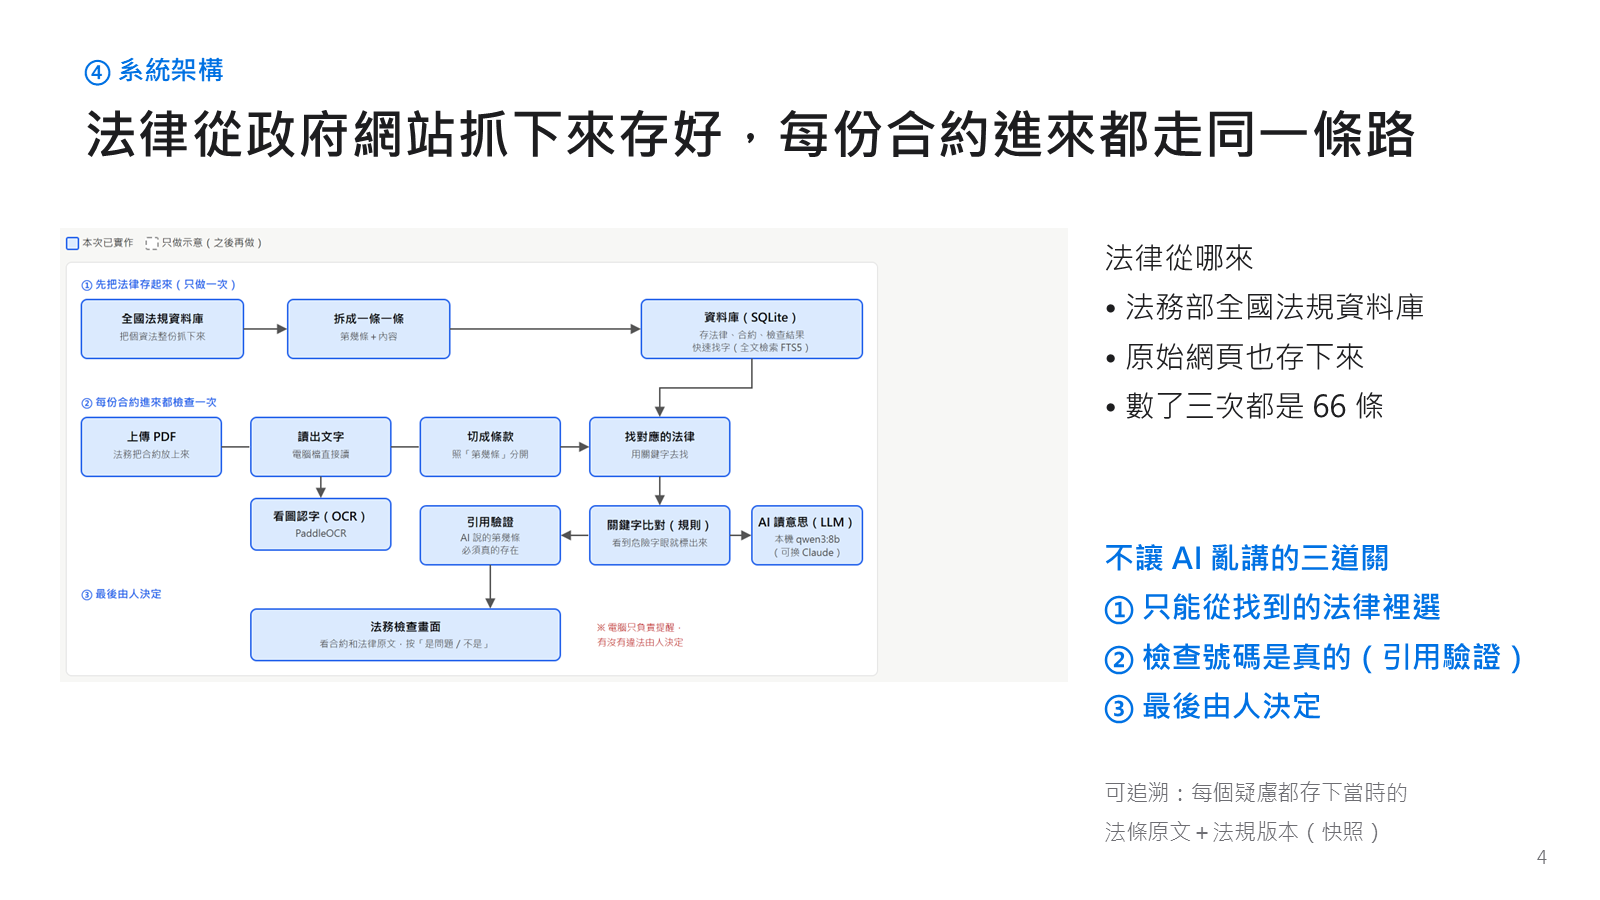 ④ 系統架構
法律從政府網站抓下來存好，每份合約進來都走同一條路
本次已實作 只做示意（之後再做）
① 先把法律存起來（只做一次）
全國法規資料庫
把個資法整份抓下來
拆成一條一條
第幾條＋內容
資料庫（SQLite）
存法律、合約、檢查結果
快速找字（全文檢索 FTS5）
② 每份合約進來都檢查一次
上傳 PDF
法務把合約放上來
讀出文字
電腦檔直接讀
切成條款
照「第幾條」分開
找對應的法律
用關鍵字去找
看圖認字（OCR）
PaddleOCR
引用驗證
AI 說的第幾條
必須真的存在
關鍵字比對（規則）
看到危險字眼就標出來
AI 讀意思（LLM）
本機 qwen3:8b
（可換 Claude）
③ 最後由人決定
法務檢查畫面
看合約和法律原文，按「是問題 / 不是」
※ 電腦只負責提醒，
有沒有違法由人決定
法律從哪來
• 法務部全國法規資料庫
• 原始網頁也存下來
• 數了三次都是 66 條
不讓 AI 亂講的三道關
① 只能從找到的法律裡選
② 檢查號碼是真的（引用驗證）
③ 最後由人決定
可追溯：每個疑慮都存下當時的
法條原文＋法規版本（快照）
4